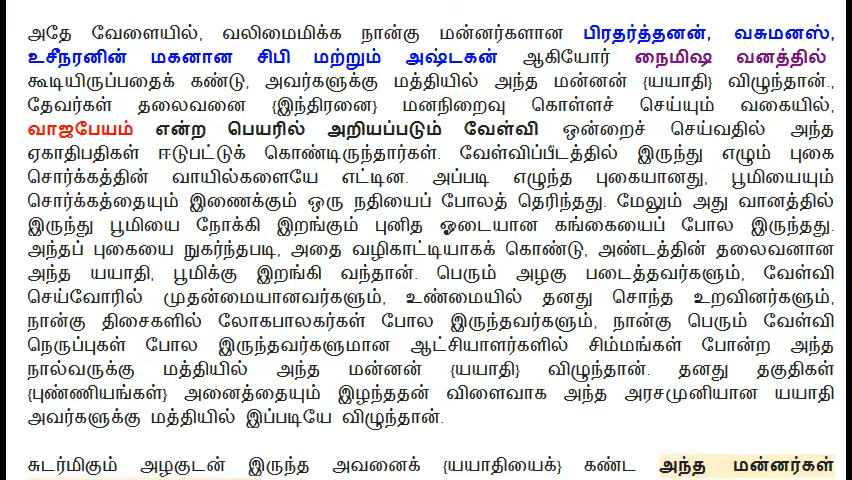 அதே வேளையில், வலிமைமிக்க நான்கு மன்னர்களான பிரதர்த்தனன், வசுமனஸ்,
உசீநரனின் மகனான சிபி மற்றும் அஷ்டகன் ஆகியோர் நைமிஷ வனத்தில்
கூடியிருப்பதைக் கண்டு, அவர்களுக்கு மத்தியில் அந்த மன்னன் {யயாதி} விழுந்தான்.,
தேவர்கள் தலைவனை {இந்திரனை} மனநிறைவு கொள்ளச் செய்யும் வகையில்,
வாஜபேயம் என்ற பெயரில் அறியப்படும் வேள்வி ஒன்றைச் செய்வதில் அந்த
ஏகாதிபதிகள் ஈடுபட்டுக் கொண்டிருந்தார்கள். வேள்விப்பீடத்தில் இருந்து எழும் புகை
சொர்க்கத்தின் வாயில்களையே எட்டின. அப்படி எழுந்த புகையானது, பூமியையும்
சொர்க்கத்தையும் இணைக்கும் ஒரு நதியைப் போலத் தெரிந்தது. மேலும் அது வானத்தில்
இருந்து பூமியை நோக்கி இறங்கும் புனித ஓடையான கங்கையைப் போல இருந்தது.
அந்தப் புகையை நுகர்ந்தபடி, அதை வழிகாட்டியாகக் கொண்டு, அண்டத்தின் தலைவனான
அந்த யயாதி, பூமிக்கு இறங்கி வந்தான். பெரும் அழகு படைத்தவர்களும், வேள்வி
செய்வோரில் முதன்மையானவர்களும், உண்மையில் தனது சொந்த உறவினர்களும்,
நான்கு திசைகளில் லோகபாலகர்கள் போல இருந்தவர்களும், நான்கு பெரும் வேள்வி
நெருப்புகள் போல இருந்தவர்களுமான ஆட்சியாளர்களில் சிம்மங்கள் போன்ற அந்த
நால்வருக்கு மத்தியில் அந்த மன்னன் {யயாதி} விழுந்தான். தனது தகுதிகள்
{புண்ணியங்கள்} அனைத்தையும் இழந்ததன் விளைவாக அந்த அரசமுனியான யயாதி
அவர்களுக்கு மத்தியில் இப்படியே விழுந்தான்.
சுடர்மிகும் அழகுடன் இருந்த அவனைக் {யயாதியைக்} கண்ட அந்த மன்னர்கள்